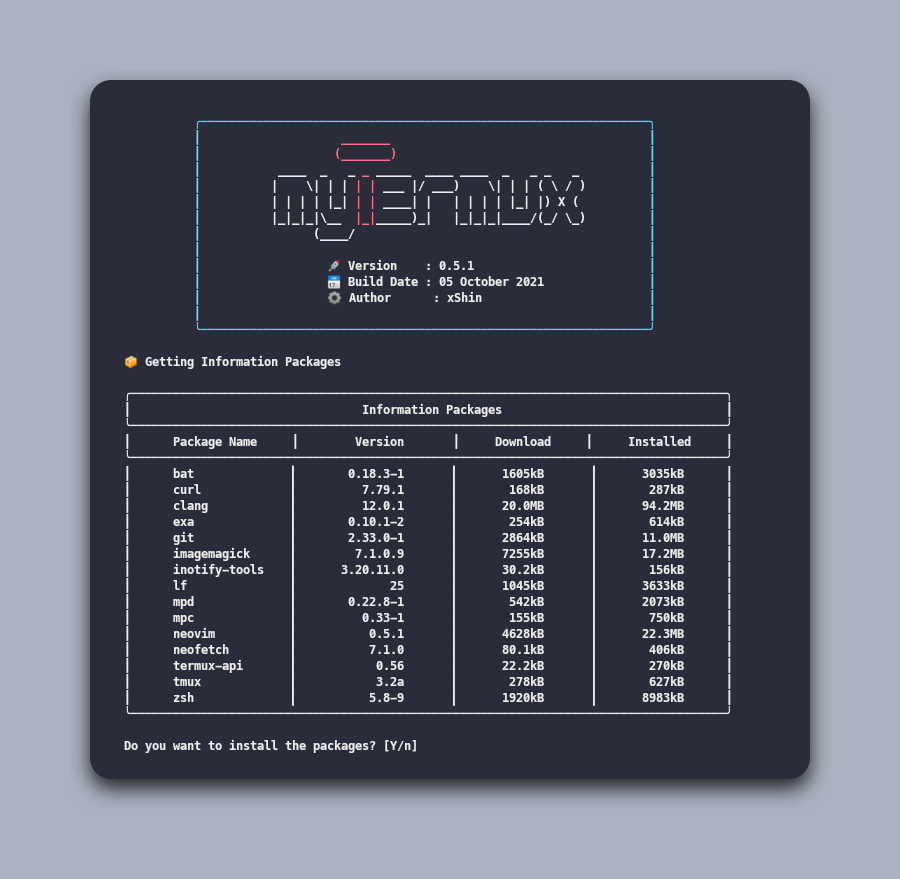 myTermux
🚀 Version : 0.5.1
📅 Build Date : 05 October 2021
⚙️ Author : xShin
📦 Getting Information Packages
Information Packages
Package Name | Version | Download | Installed
bat | 0.18.3-1 | 1605kB | 3035kB
curl | 7.79.1 | 168kB | 287kB
clang | 12.0.1 | 20.0MB | 94.2MB
exa | 0.10.1-2 | 254kB | 614kB
git | 2.33.0-1 | 2864kB | 11.0MB
imagemagick | 7.1.0.9 | 7255kB | 17.2MB
inotify-tools | 3.20.11.0 | 30.2kB | 156kB
lf | 25 | 1045kB | 3633kB
mpd | 0.22.8-1 | 542kB | 2073kB
mpc | 0.33-1 | 155kB | 750kB
neovim | 0.5.1 | 4628kB | 22.3MB
neofetch | 7.1.0 | 80.1kB | 406kB
termux-api | 0.56 | 22.2kB | 270kB
tmux | 3.2a | 278kB | 627kB
zsh | 5.8-9 | 1920kB | 8983kB
Do you want to install the packages? [Y/n]